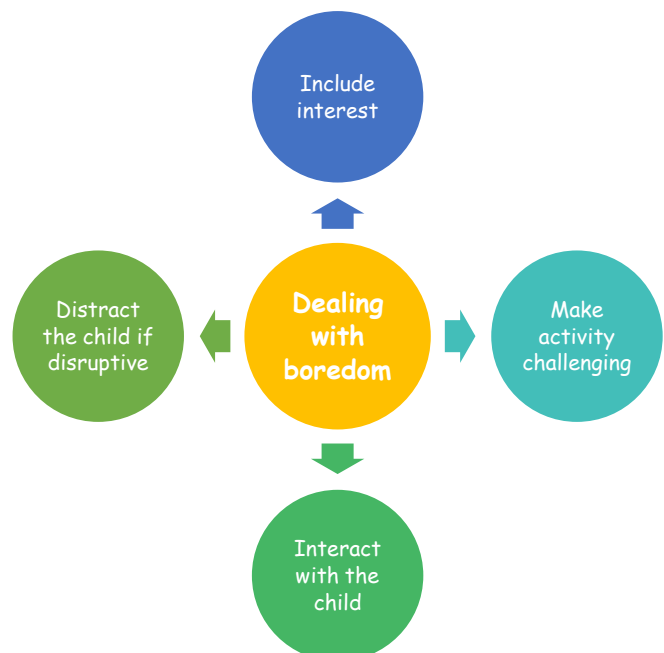 Include
interest
Distract
the child if
disruptive
Dealing
with
boredom
Make
activity
challenging
Interact
with the
child